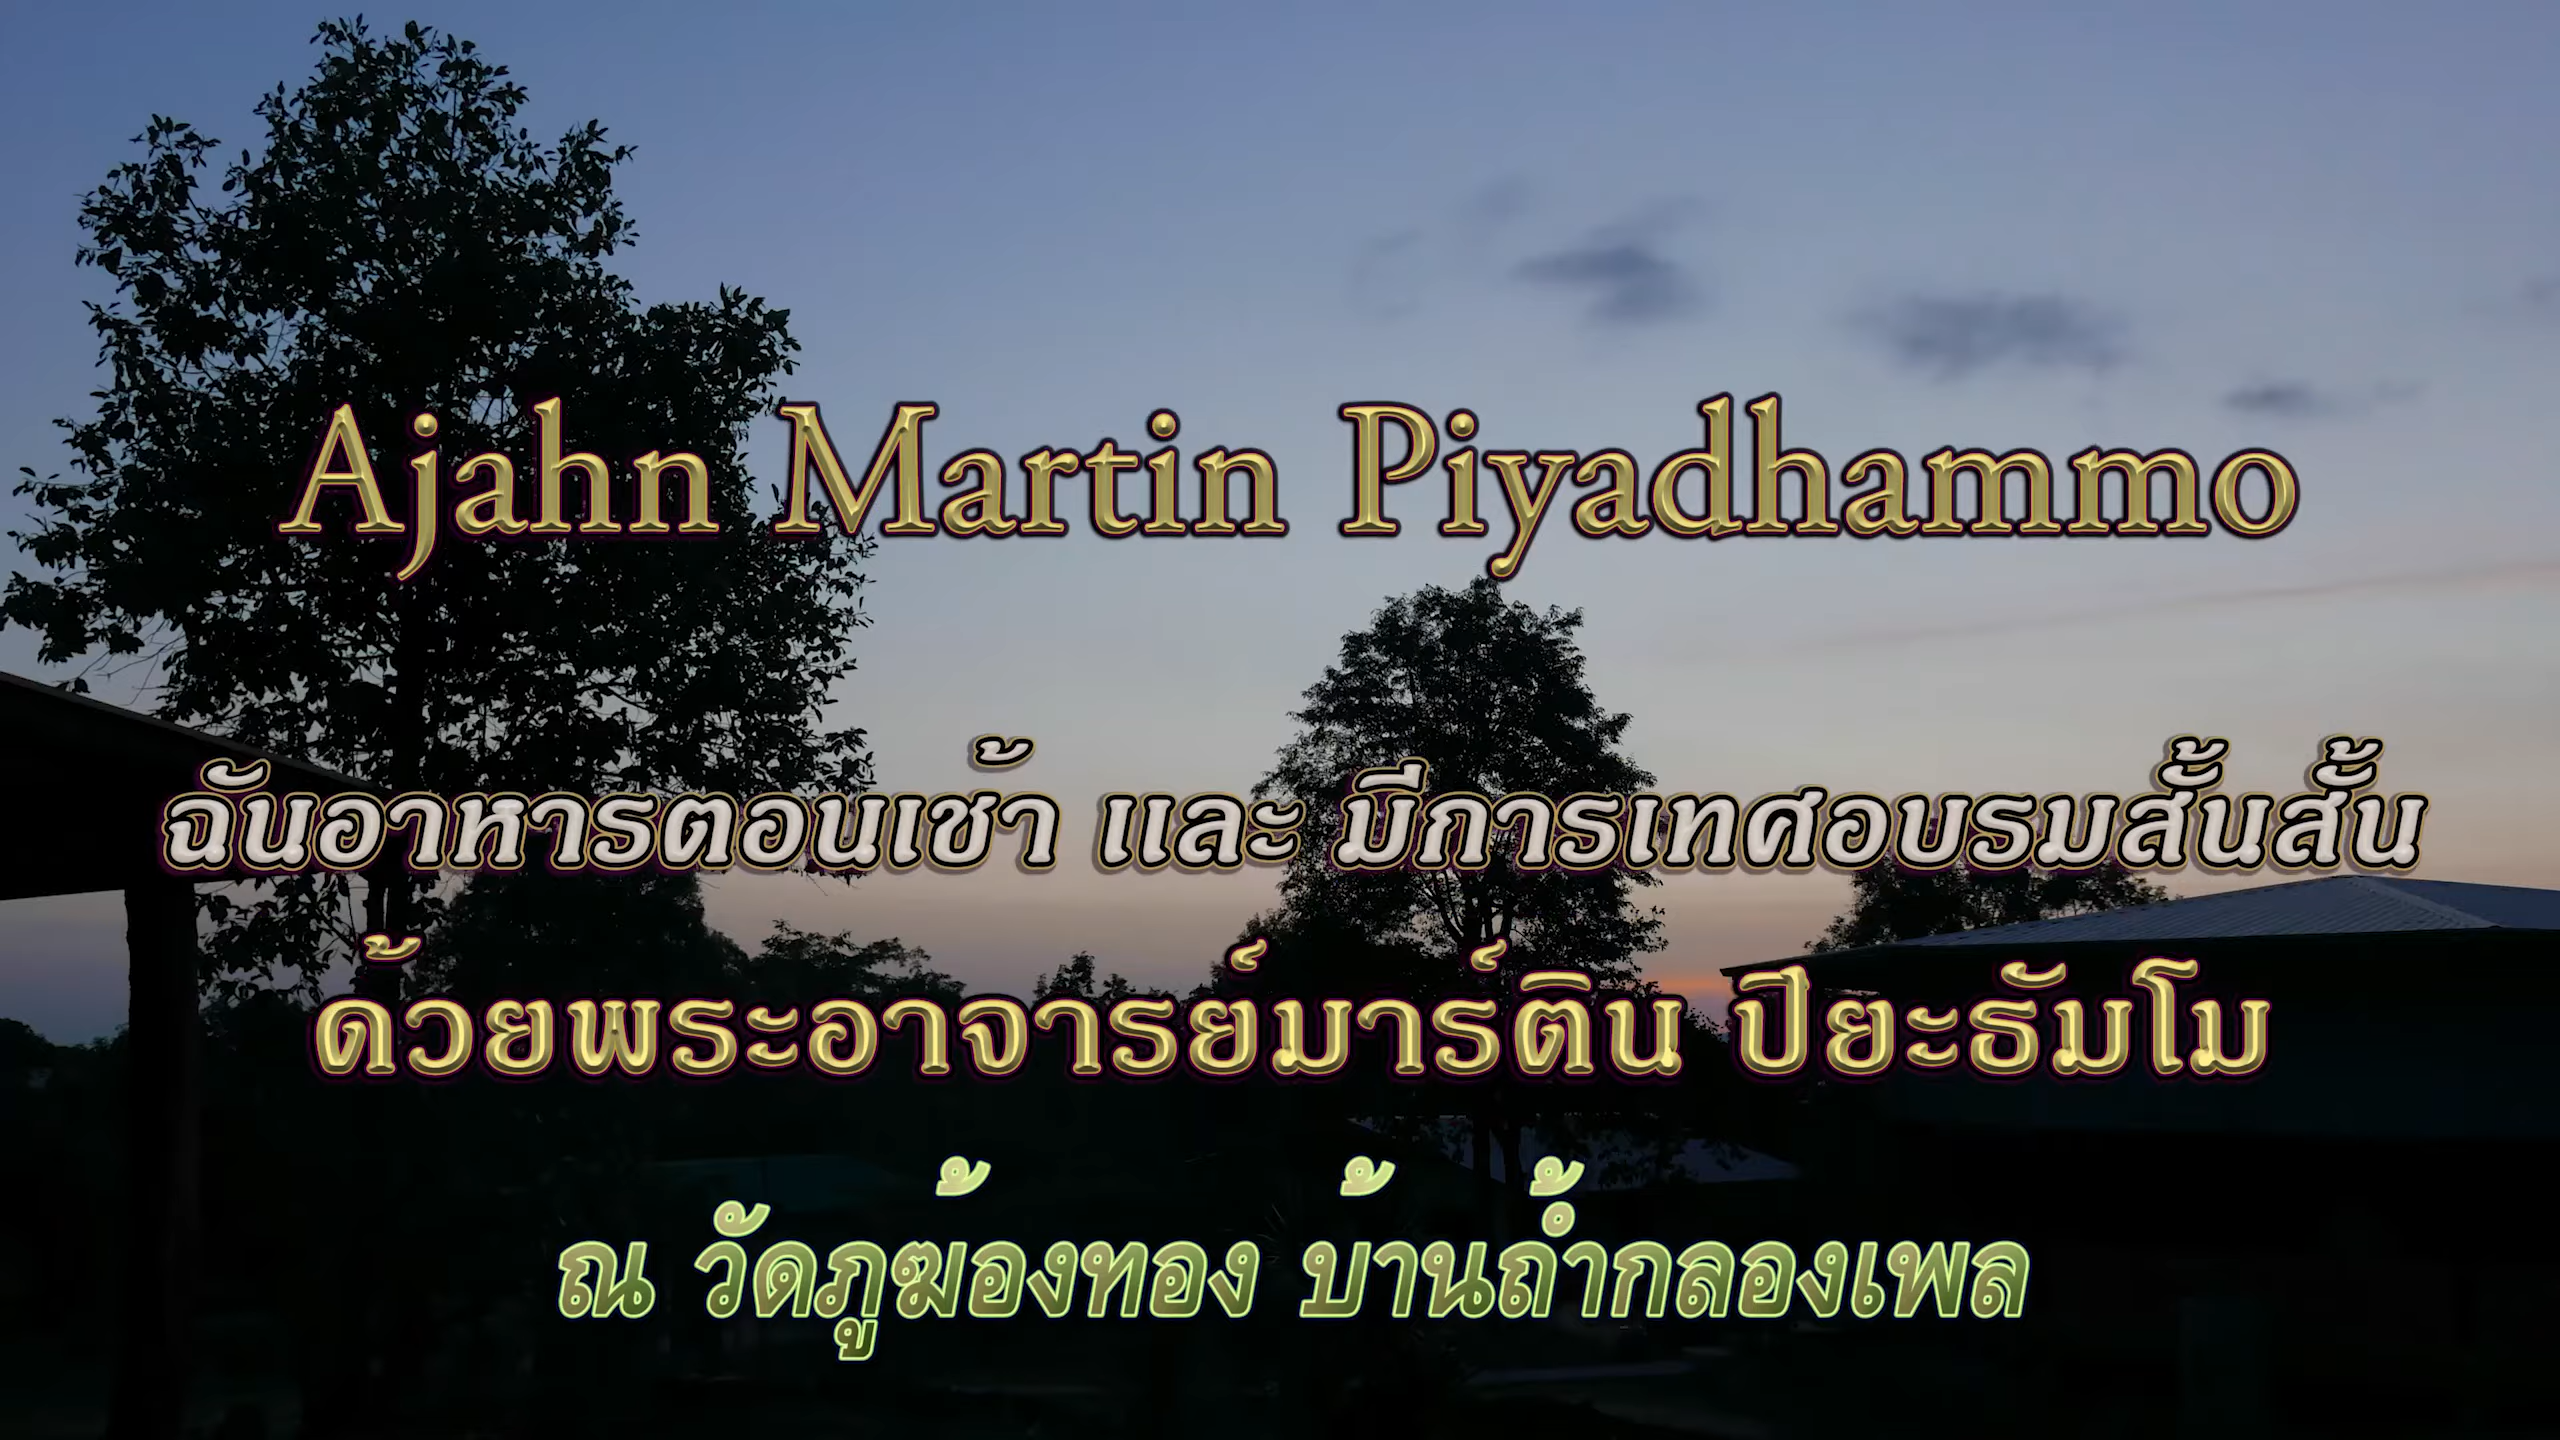 Ajahn Martin Piyadhammo
ฉันอาหารตอนเช้า และ มีการเทศอบรมสั้นสั้น
ด้วยพระอาจารย์มาร์ติน ปิยะธัมโม
ณ วัดภูฆ้องทอง บ้านถ้ำกลองเพล